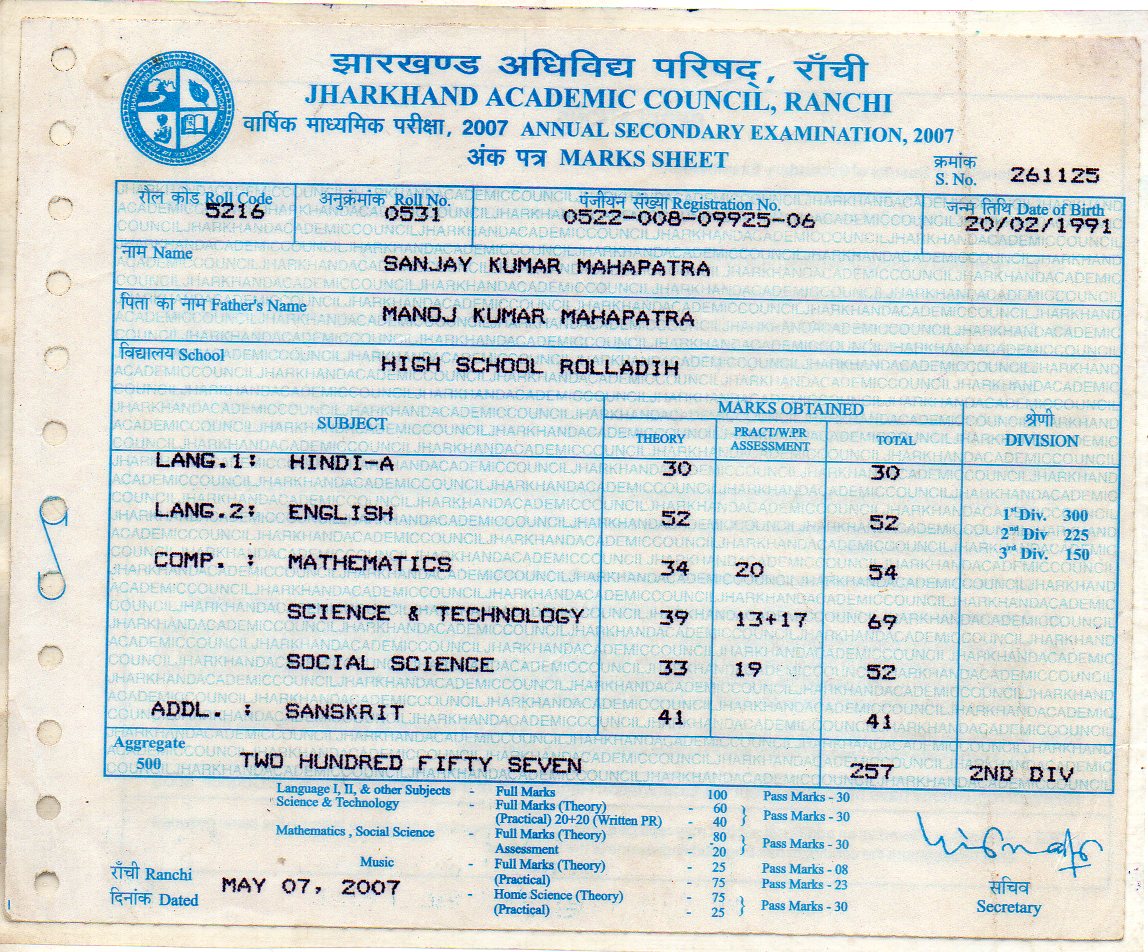 झारखण्ड अधिविद्य परिषद्, राँची
JHARKHAND ACADEMIC COUNCIL, RANCHI
वार्षिक माध्यमिक परीक्षा, 2007 ANNUAL SECONDARY EXAMINATION, 2007
अंक पत्र MARKS SHEET
क्रमांक
S. No. 261125
रोल कोड Roll Code अनुक्रमांक Roll No. पंजीयन संख्या Registration No. जन्म तिथि Date of Birth
5216 0531 0522-008-09925-06 20/02/1991
नाम Name SANJAY KUMAR MAHAPATRA
पिता का नाम Father's Name MANOJ KUMAR MAHAPATRA
विद्यालय School HIGH SCHOOL ROLLADIH
MARKS OBTAINED
SUBJECT THEORY PRACT/W.PR ASSESSMENT TOTAL श्रेणी DIVISION
LANG.1: HINDI-A 30 30
LANG.2: ENGLISH 52 52
1st Div. 300
2nd Div 225
3rd Div. 150
COMP. : MATHEMATICS 34 20 54
SCIENCE & TECHNOLOGY 39 13+17 69
SOCIAL SCIENCE 33 19 52
ADDL. : SANSKRIT 41 41
Aggregate
500 TWO HUNDRED FIFTY SEVEN 257 2ND DIV
Language I, II, & other Subjects - Full Marks 100 Pass Marks - 30
Science & Technology - Full Marks (Theory) - 60
(Practical) 20+20 (Written PR) - 40 } Pass Marks - 30
Mathematics , Social Science - Full Marks (Theory) - 80
Assessment - 20 } Pass Marks - 30
Music - Full Marks (Theory) - 25 Pass Marks - 08
(Practical) - 75 Pass Marks - 23
- Home Science (Theory) - 75
(Practical) - 25 } Pass Marks - 30
राँची Ranchi
दिनांक Dated MAY 07, 2007
सचिव
Secretary